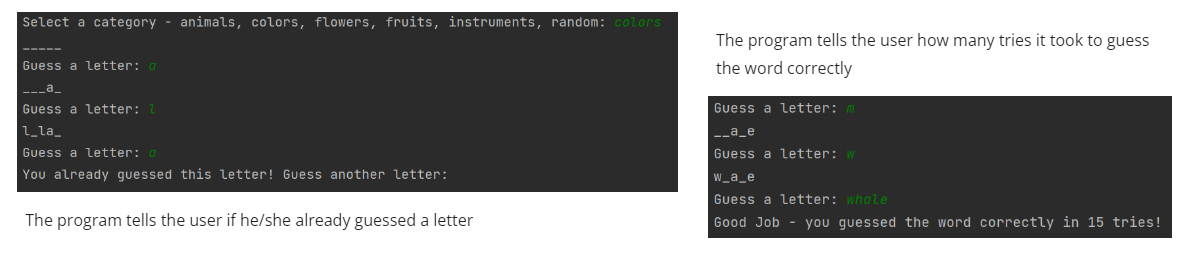 Select a category - animals, colors, flowers, fruits, instruments, random: colors
_____
Guess a letter: a
___a_
Guess a letter: l
l_la_
Guess a letter: a
You already guessed this letter! Guess another letter:
The program tells the user if he/she already guessed a letter
The program tells the user how many tries it took to guess
the word correctly
Guess a letter: m
__a_e
Guess a letter: w
w_a_e
Guess a letter: whale
Good Job - you guessed the word correctly in 15 tries!